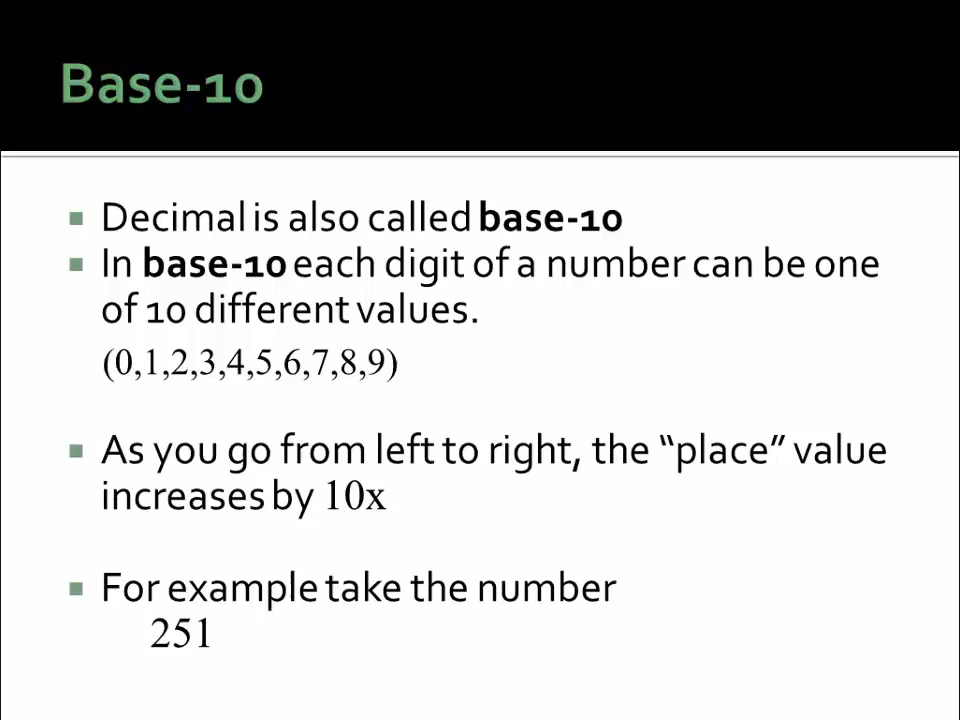 Base-10
Decimal is also called base-10
In base-10 each digit of a number can be one
of 10 different values.
(0,1,2,3,4,5,6,7,8,9)
As you go from left to right, the “place” value
increases by 10x
For example take the number
251